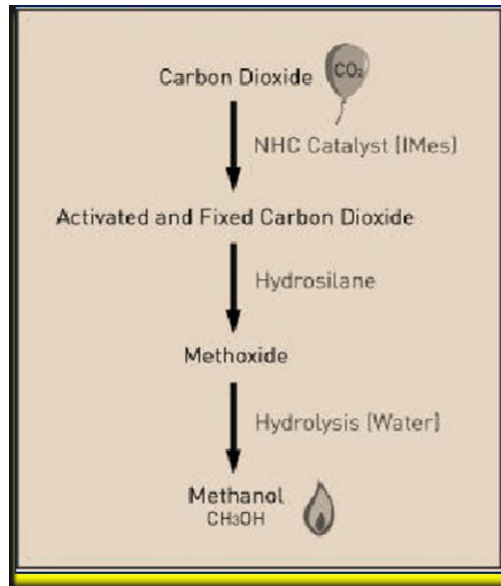 Carbon Dioxide CO₂
NHC Catalyst (IMes)
Activated and Fixed Carbon Dioxide
Hydrosilane
Methoxide
Hydrolysis (Water)
Methanol
CH₃OH